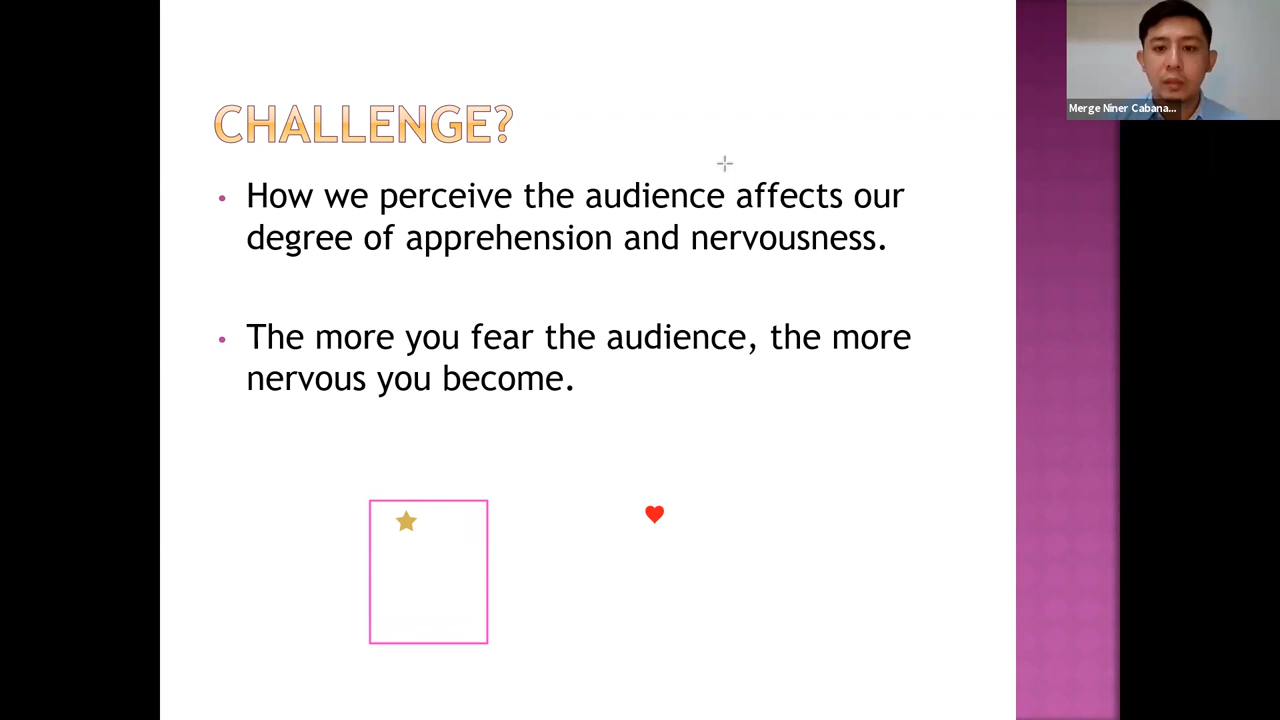 CHALLENGE?
• How we perceive the audience affects our
degree of apprehension and nervousness.
• The more you fear the audience, the more
nervous you become.
Merge Niner Cabana...